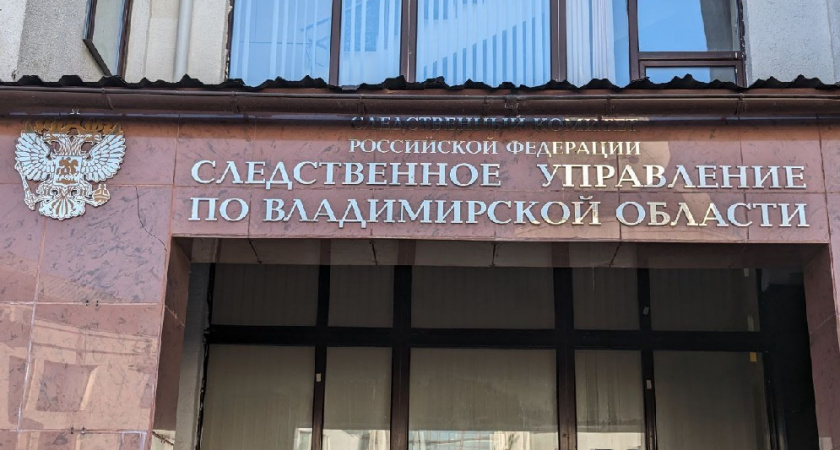 СЛЕДСТВЕННЫЙ КОМИТЕТ
РОССИЙСКОЙ ФЕДЕРАЦИИ
СЛЕДСТВЕННОЕ УПРАВЛЕНИЕ
ПО ВЛАДИМИРСКОЙ ОБЛАСТИ